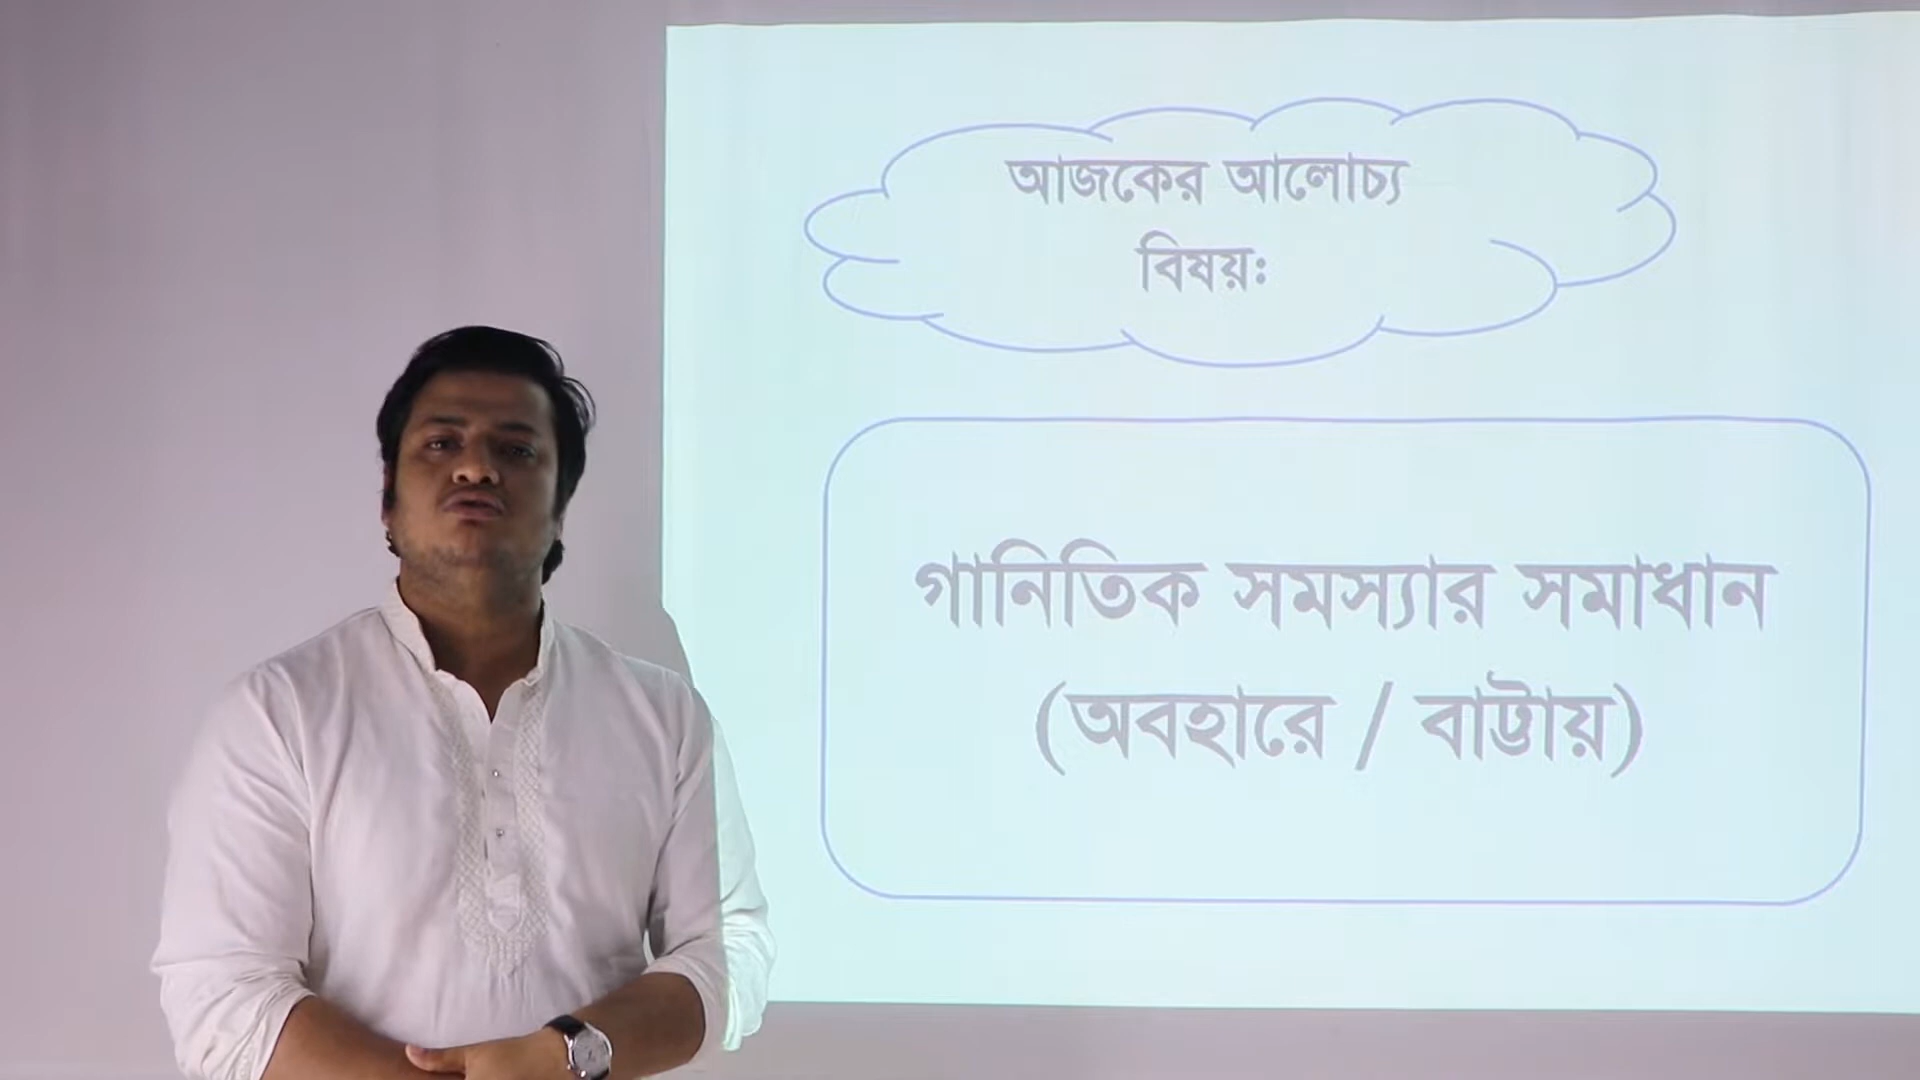 আজকের আলোচ্য
বিষয়ঃ
গানিতিক সমস্যার সমাধান
(অবহারে / বাট্টায়)